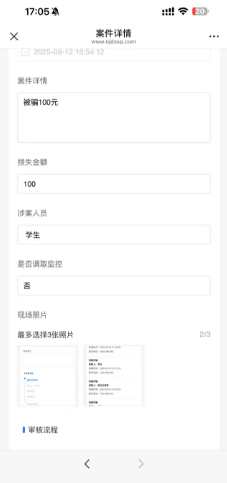 17:05
20
案件详情
2025-09-12 16:54:12
案件详情
被骗100元
损失金额
100
涉案人员
学生
是否调取监控
否
现场照片
最多选择3张照片 2/3
审核流程